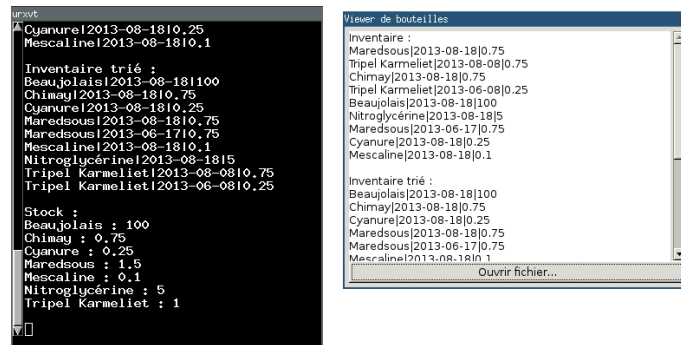 urxvt
Cyanure|2013-08-18|0.25
Mescaline|2013-08-18|0.1
Inventaire trié :
Beaujolais|2013-08-18|100
Chimay|2013-08-18|0.75
Cyanure|2013-08-18|0.25
Maredsous|2013-08-18|0.75
Maredsous|2013-06-17|0.75
Mescaline|2013-08-18|0.1
Nitroglycérine|2013-08-18|5
Tripel Karmeliet|2013-08-08|0.75
Tripel Karmeliet|2013-06-08|0.25
Stock :
Beaujolais : 100
Chimay : 0.75
Cyanure : 0.25
Maredsous : 1.5
Mescaline : 0.1
Nitroglycérine : 5
Tripel Karmeliet : 1
Viewer de bouteilles
Inventaire :
Maredsous|2013-08-18|0.75
Tripel Karmeliet|2013-08-08|0.75
Chimay|2013-08-18|0.75
Tripel Karmeliet|2013-06-08|0.25
Beaujolais|2013-08-18|100
Nitroglycérine|2013-08-18|5
Maredsous|2013-06-17|0.75
Cyanure|2013-08-18|0.25
Mescaline|2013-08-18|0.1
Inventaire trié :
Beaujolais|2013-08-18|100
Chimay|2013-08-18|0.75
Cyanure|2013-08-18|0.25
Maredsous|2013-08-18|0.75
Maredsous|2013-06-17|0.75
Mescaline|2013-08-18|0.1
Ouvrir fichier...